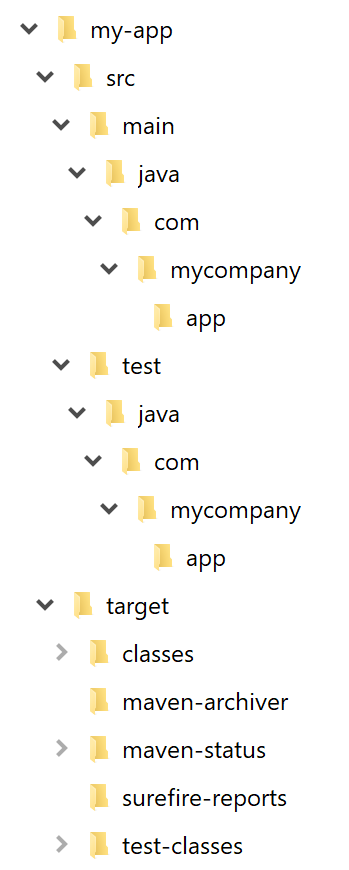 my-app
src
main
java
com
mycompany
app
test
java
com
mycompany
app
target
classes
maven-archiver
maven-status
surefire-reports
test-classes